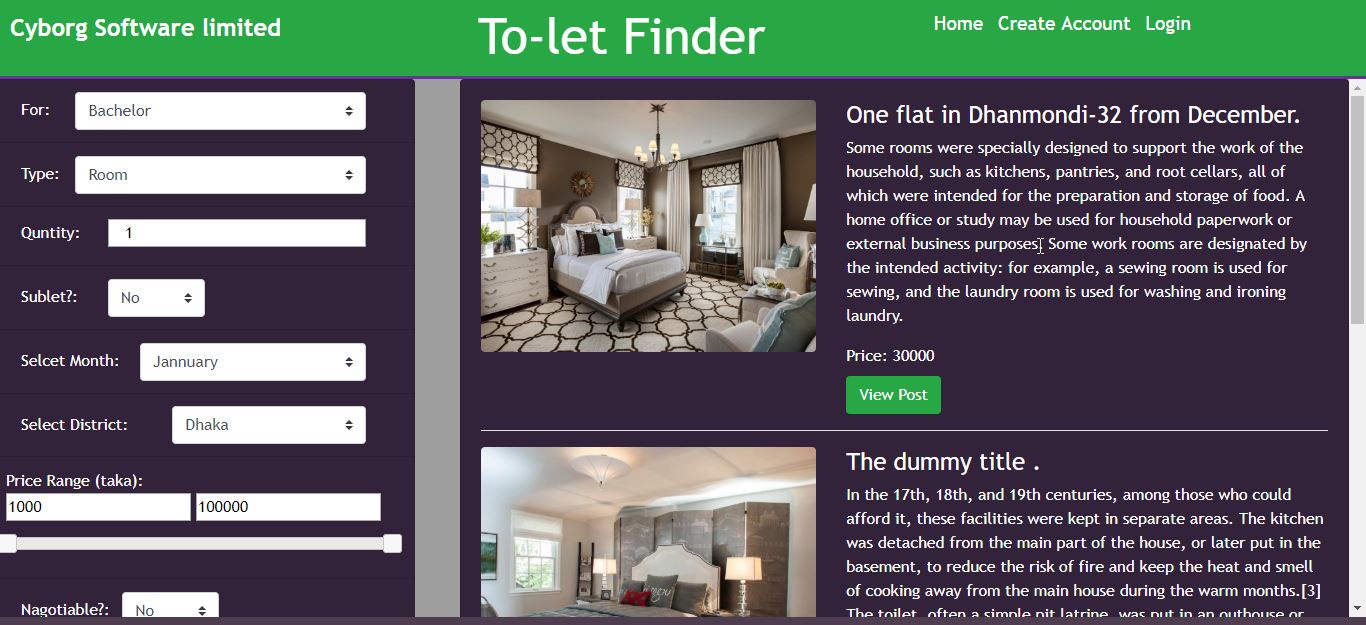 Cyborg Software limited
To-let Finder
Home Create Account Login
For: Bachelor
Type: Room
Quntity: 1
Sublet?: No
Selcet Month: Jannuary
Select District: Dhaka
Price Range (taka):
1000 100000
Nagotiable?: No
One flat in Dhanmondi-32 from December.
Some rooms were specially designed to support the work of the
household, such as kitchens, pantries, and root cellars, all of
which were intended for the preparation and storage of food. A
home office or study may be used for household paperwork or
external business purposes. Some work rooms are designated by
the intended activity: for example, a sewing room is used for
sewing, and the laundry room is used for washing and ironing
laundry.
Price: 30000
View Post
The dummy title .
In the 17th, 18th, and 19th centuries, among those who could
afford it, these facilities were kept in separate areas. The kitchen
was detached from the main part of the house, or later put in the
basement, to reduce the risk of fire and keep the heat and smell
of cooking away from the main house during the warm months.[3]
The toilet, often a simple pit latrine, was put in an outhouse or